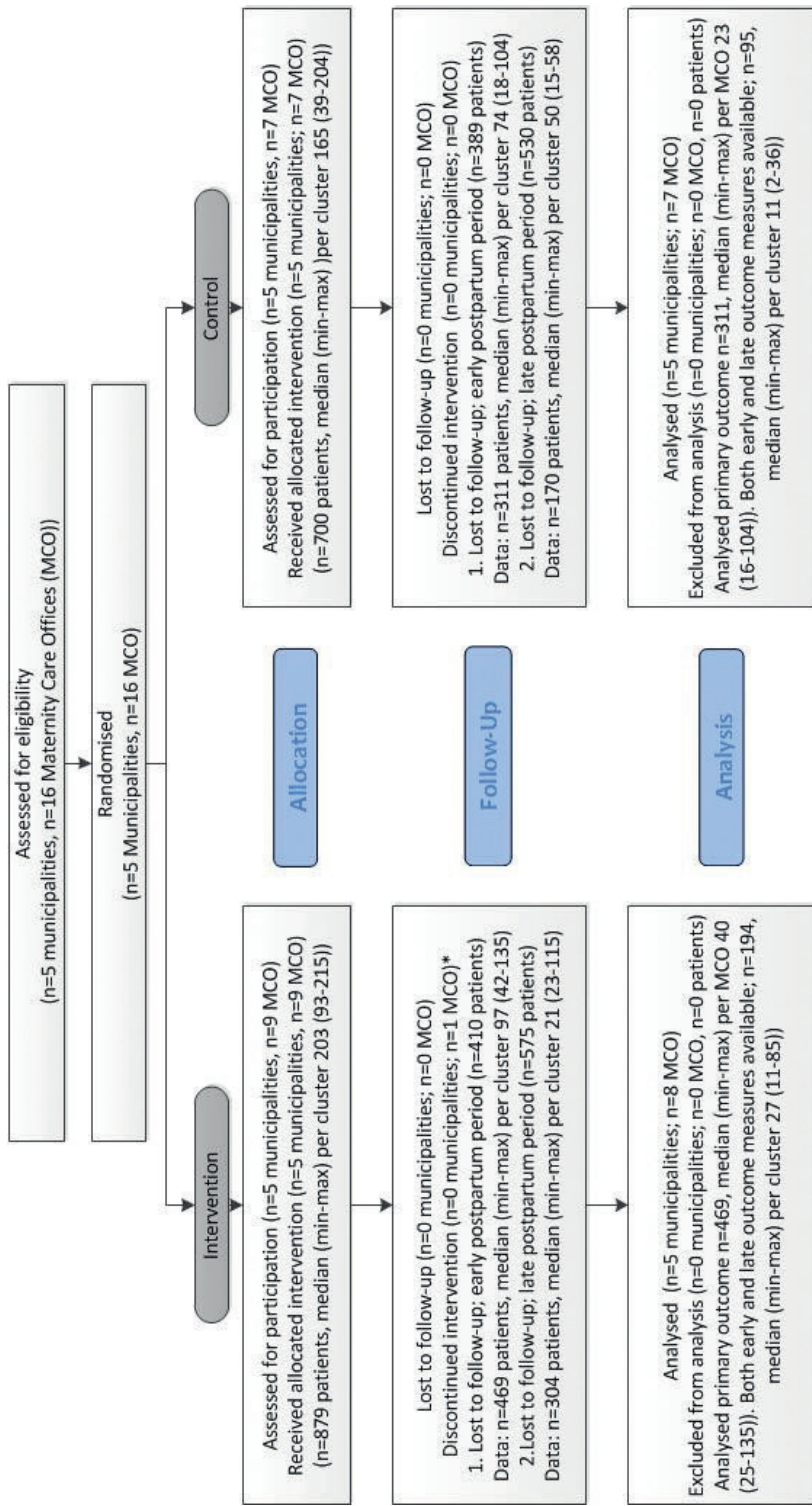 Assessed for eligibility
(n=5 municipalities, n=16 Maternity Care Offices (MCO))
Randomised
(n=5 Municipalities, n=16 MCO)
Intervention
Control
Assessed for participation (n=5 municipalities, n=9 MCO)
Received allocated intervention (n=5 municipalities, n=9 MCO)
(n=879 patients, median (min-max) per cluster 203 (93-215))
Allocation
Assessed for participation (n=5 municipalities, n=7 MCO)
Received allocated intervention (n=5 municipalities; n=7 MCO)
(n=700 patients, median (min-max) )per cluster 165 (39-204))
Lost to follow-up (n=0 municipalities; n=0 MCO)
Discontinued intervention (n=0 municipalities; n=1 MCO)*
1. Lost to follow-up; early postpartum period (n=410 patients)
Data: n=469 patients, median (min-max) per cluster 97 (42-135)
2.Lost to follow-up; late postpartum period (n=575 patients
Data: n=304 patients, median (min-max) per cluster 21 (23-115)
Follow-Up
Lost to follow-up (n=0 municipalities; n=0 MCO)
Discontinued intervention (n=0 municipalities; n=0 MCO)
1. Lost to follow-up; early postpartum period (n=389 patients)
Data: n=311 patients, median (min-max) per cluster 74 (18-104)
2. Lost to follow-up; late postpartum period (n=530 patients
Data: n=170 patients, median (min-max) per cluster 50 (15-58)
Analysed (n=5 municipalities; n=8 MCO)
Excluded from analysis (n=0 municipalities; n=0 MCO, n=0 patients)
Analysed primary outcome n=469, median (min-max) per MCO 40
(25-135)). Both early and late outcome measures available; n=194,
median (min-max) per cluster 27 (11-85))
Analysis
Analysed (n=5 municipalities; n=7 MCO)
Excluded from analysis (n=0 municipalities; n=0 MCO, n=0 patients)
Analysed primary outcome n=311, median (min-max) per MCO 23
(16-104)). Both early and late outcome measures available; n=95,
median (min-max) per cluster 11 (2-36))